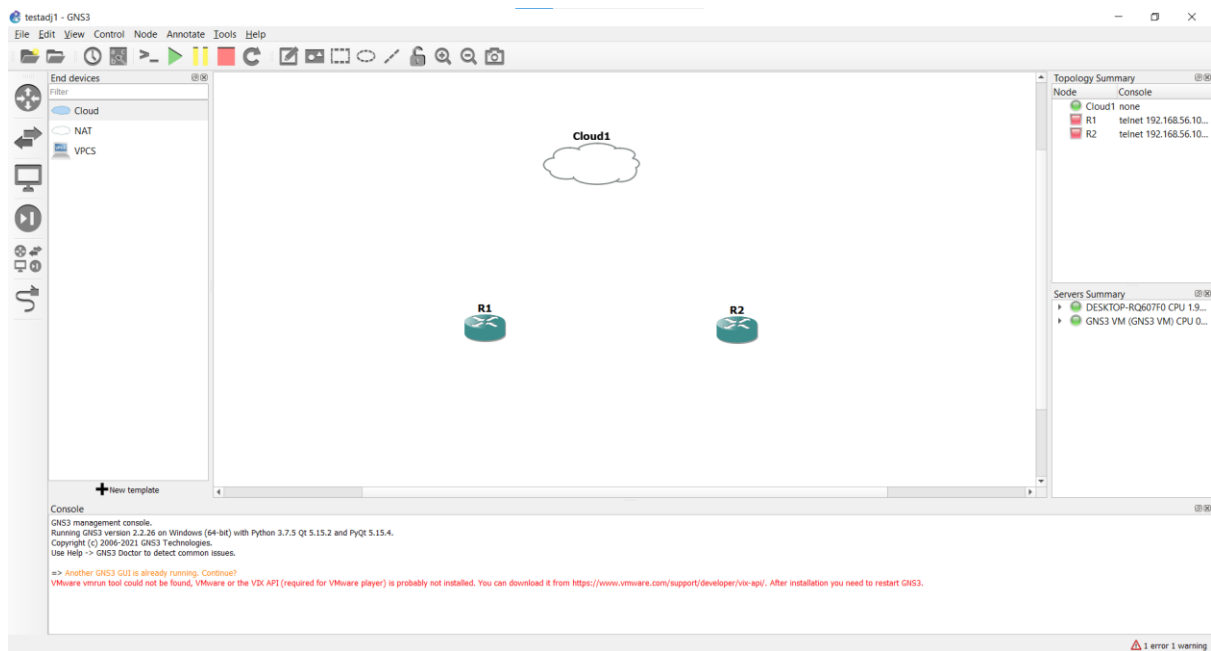 testadj1 - GNS3
File Edit View Control Node Annotate Tools Help
End devices
Filter
Cloud
NAT
VPCS
New template
Cloud1
R1
R2
Topology Summary
Node Console
Cloud1 none
R1 telnet 192.168.56.10...
R2 telnet 192.168.56.10...
Servers Summary
DESKTOP-RQ607F0 CPU 1.9...
GNS3 VM (GNS3 VM) CPU 0...
Console
GNS3 management console.
Running GNS3 version 2.2.26 on Windows (64-bit) with Python 3.7.5 Qt 5.15.2 and PyQt 5.15.4.
Copyright (c) 2006-2021 GNS3 Technologies.
Use Help -> GNS3 Doctor to detect common issues.
=> Another GNS3 GUI is already running. Continue?
VMware vmrun tool could not be found, VMware or the VIX API (required for VMware player) is probably not installed. You can download it from https://www.vmware.com/support/developer/vix-api/. After installation you need to restart GNS3.
1 error 1 warning